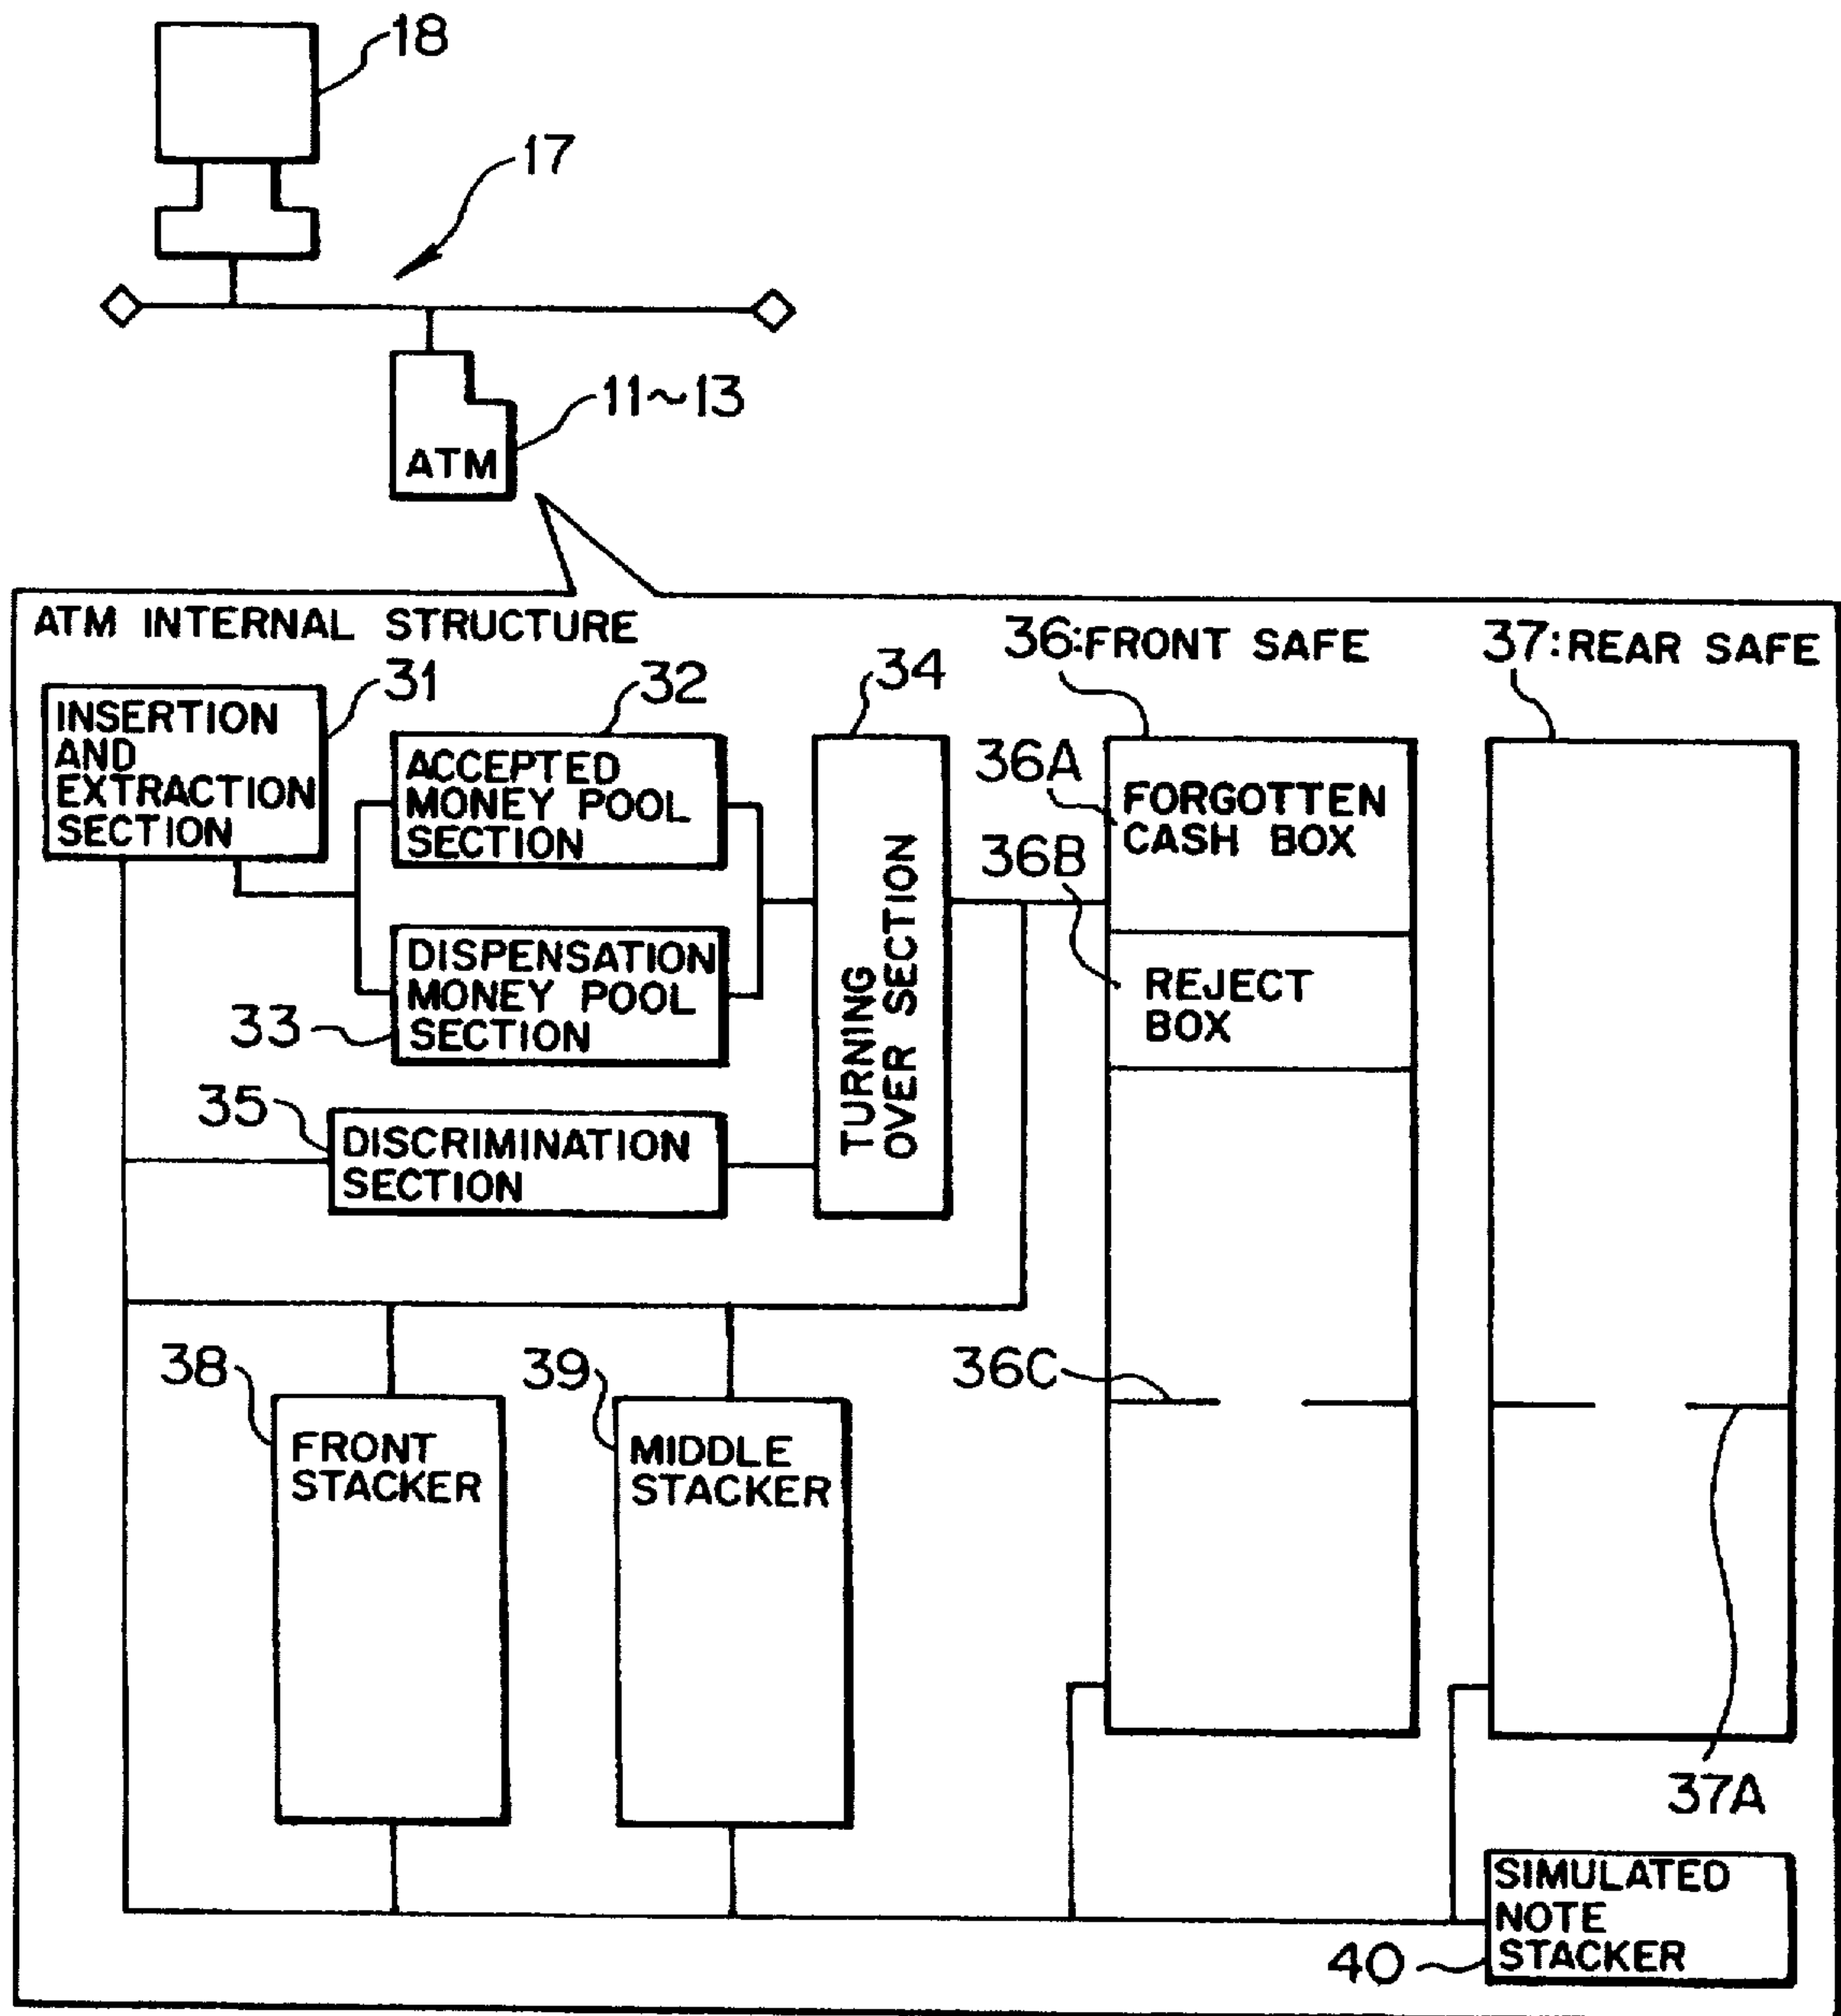 18
17
11~13
ATM
ATM INTERNAL STRUCTURE
36:FRONT SAFE
37:REAR SAFE
31
32
34
INSERTION
AND
EXTRACTION
SECTION
ACCEPTED
MONEY POOL
SECTION
36A
FORGOTTEN
CASH BOX
36B
REJECT
BOX
DISPENSATION
MONEY POOL
SECTION
33
TURNING
OVER SECTION
35
DISCRIMINATION
SECTION
38
39
36C
FRONT
STACKER
MIDDLE
STACKER
37A
SIMULATED
NOTE
STACKER
40